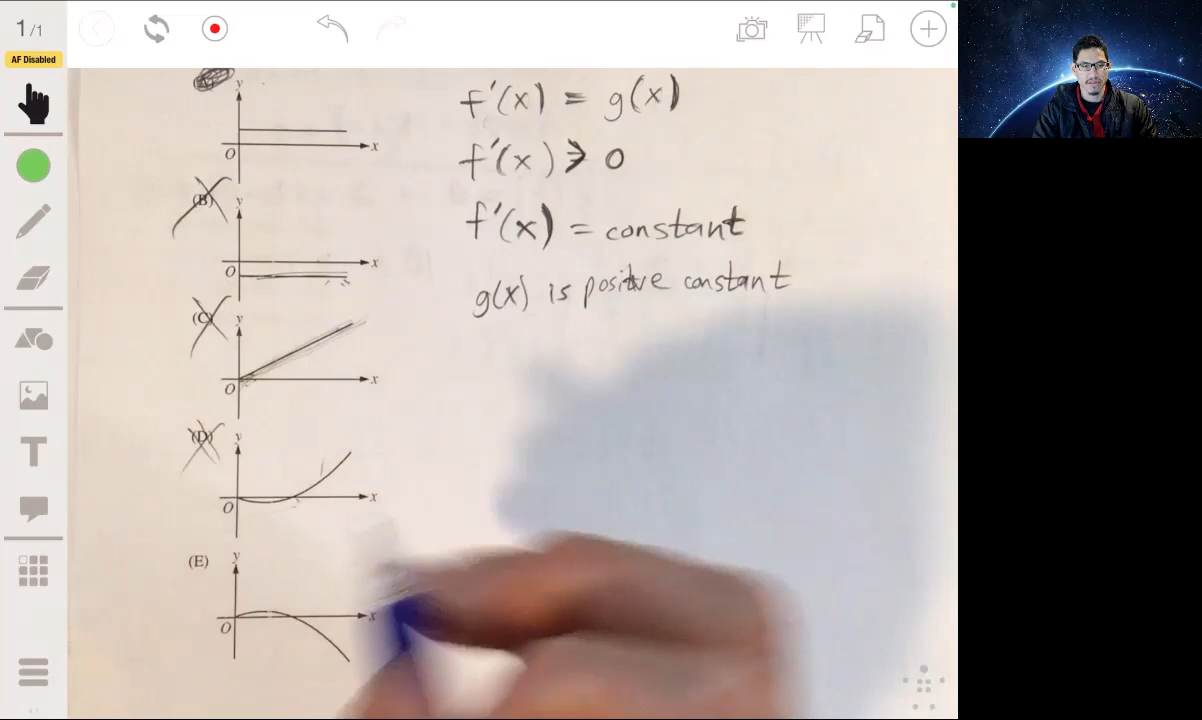 1/1
AF Disabled
y
O
x
f'(x) = g(x)
f'(x) > 0
f'(x) = constant
g(x) is positive constant
(B)
y
O
x
(C)
y
O
x
(D)
y
O
x
(E)
y
O
x
T